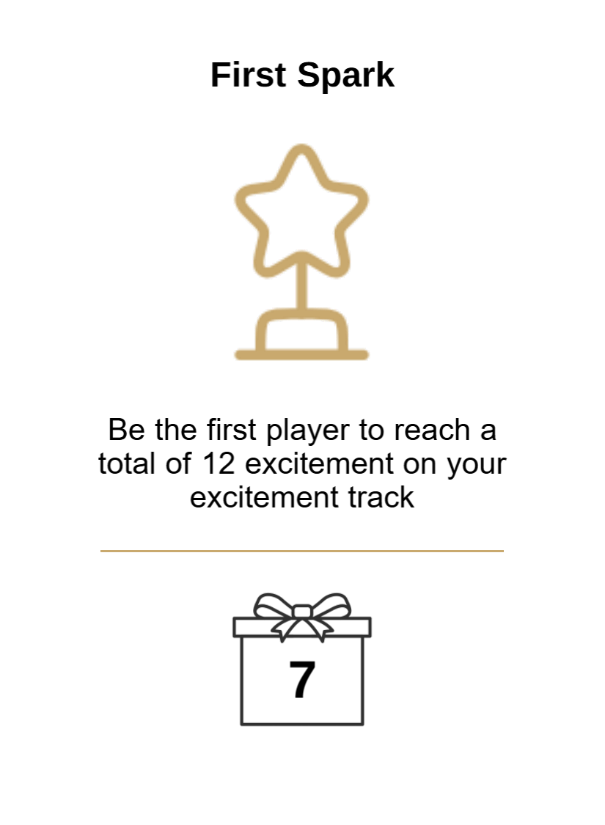 First Spark
Be the first player to reach a
total of 12 excitement on your
excitement track
7